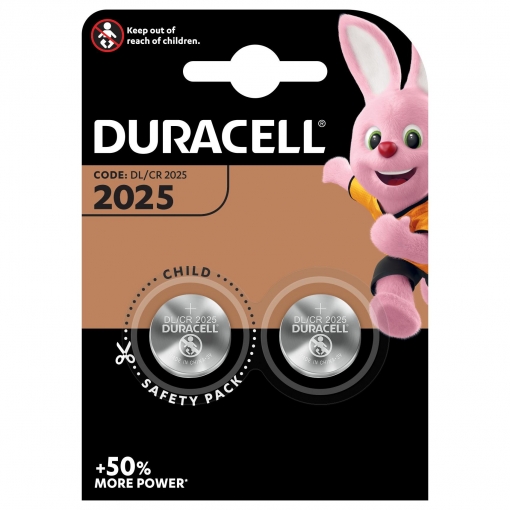 Keep out of
reach of children.
DURACELL®
CODE: DL/CR 2025
2025
CHILD
SAFETY PACK
+
DL/CR 2025
DURACELL
+
DL/CR 2025
DURACELL
+50%
MORE POWER*